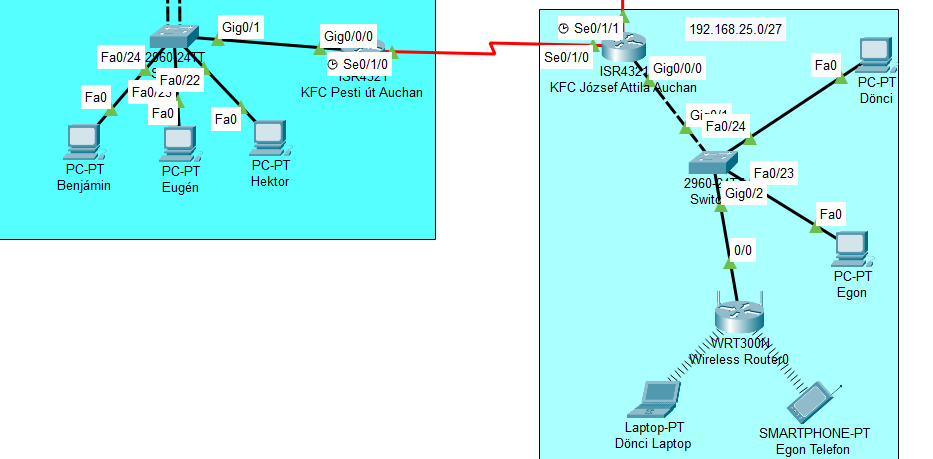 Gig0/1
Gig0/0/0
Fa0/24
2960-24TT
Se0/1/0
ISR4321
KFC Pesti út Auchan
Fa0/22
Fa0/23
Fa0
Fa0
Fa0
PC-PT
Benjámin
PC-PT
Eugén
PC-PT
Hektor
Se0/1/1
192.168.25.0/27
Se0/1/0
ISR4321
KFC József Attila Auchan
Gig0/0/0
Fa0
PC-PT
Dönci
Gig0/1
Fa0/24
Fa0/23
Gig0/2
Fa0
PC-PT
Egon
0/0
WRT300N
Wireless Router0
Laptop-PT
Dönci Laptop
SMARTPHONE-PT
Egon Telefon